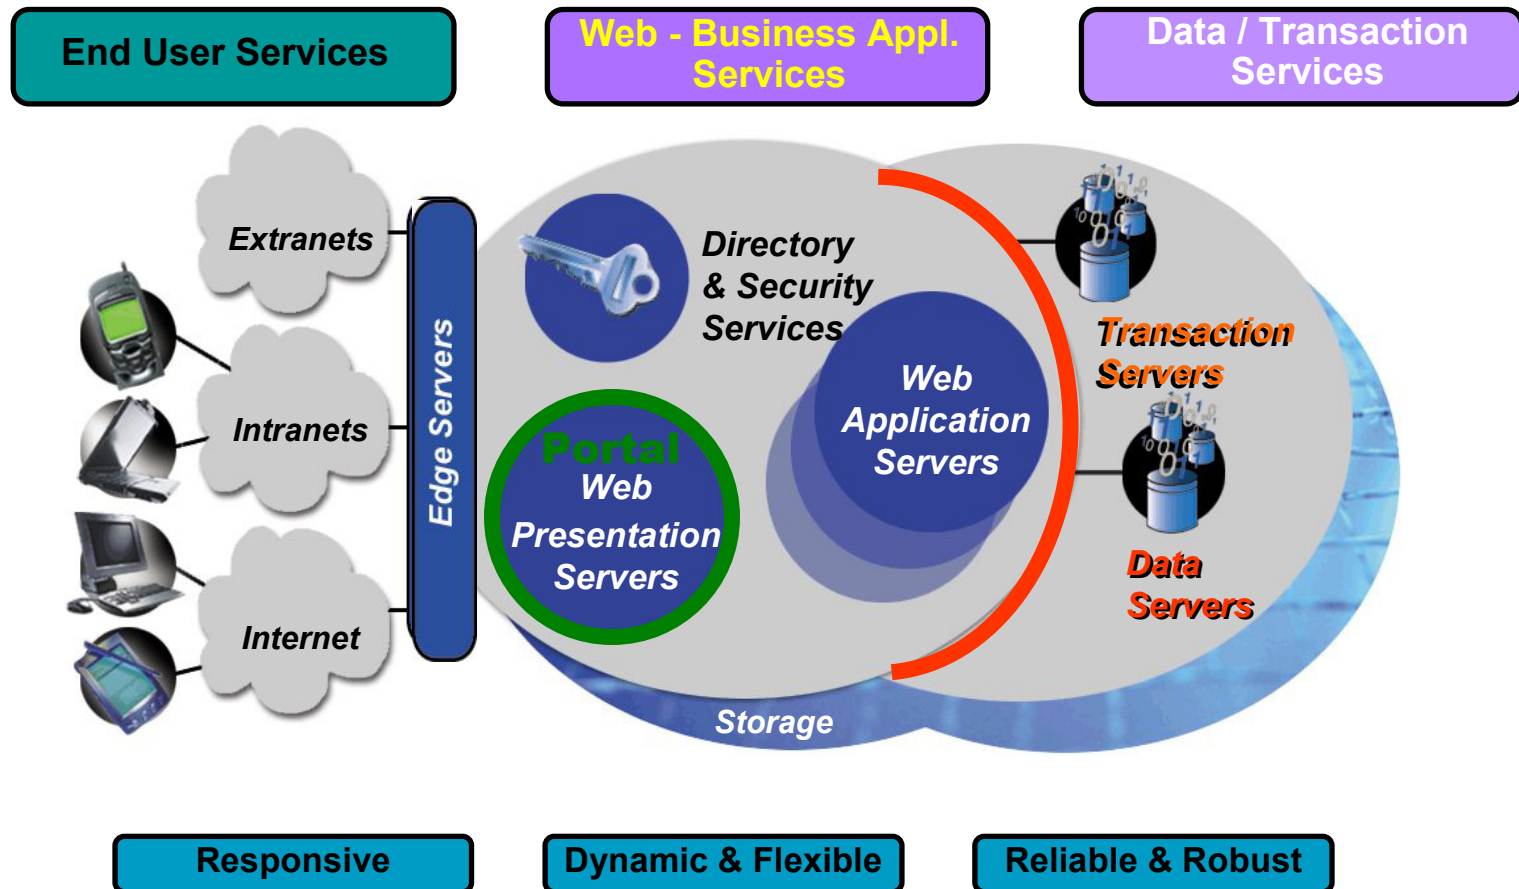 End User Services
Web - Business Appl.
Services
Data / Transaction
Services
Extranets
Intranets
Internet
Edge Servers
Directory
& Security
Services
Portal
Web
Presentation
Servers
Web
Application
Servers
Transaction
Servers
Data
Servers
Storage
Responsive
Dynamic & Flexible
Reliable & Robust